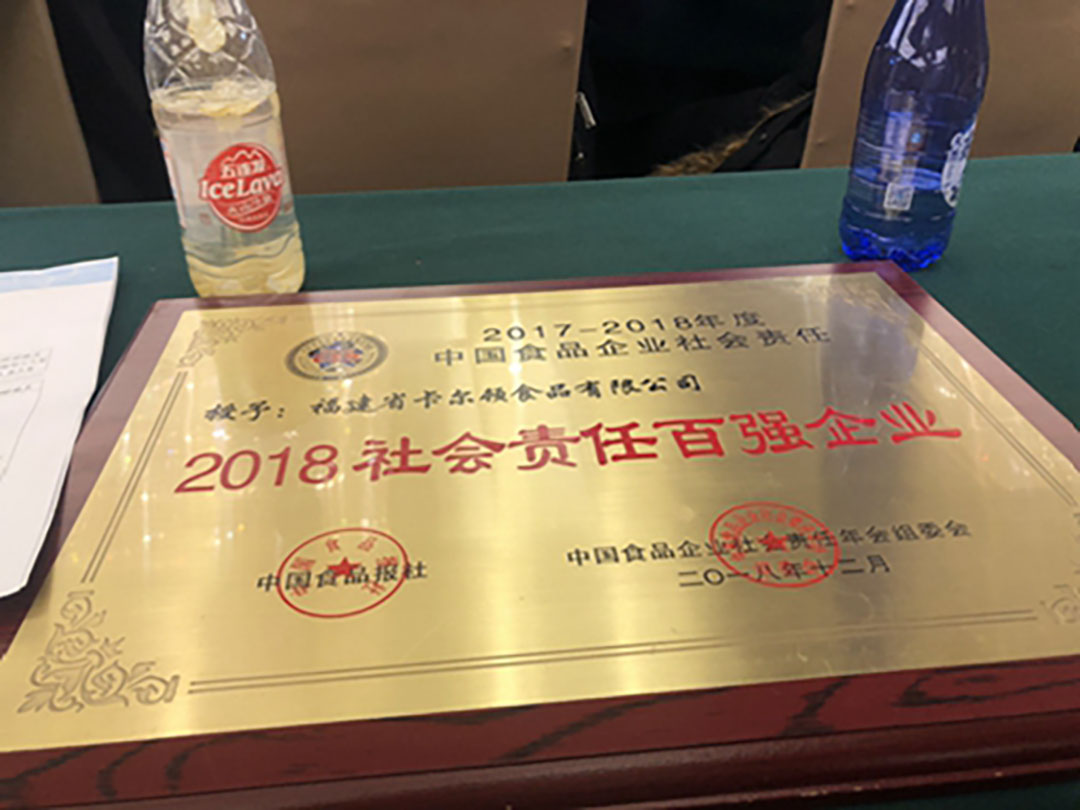 IceLava
2017-2018年度
中国食品企业社会责任
授予：福建省卡尔顿食品有限公司
2018社会责任百强企业
中国食品报社
中国食品企业社会责任年会组委会
二〇一八年十二月